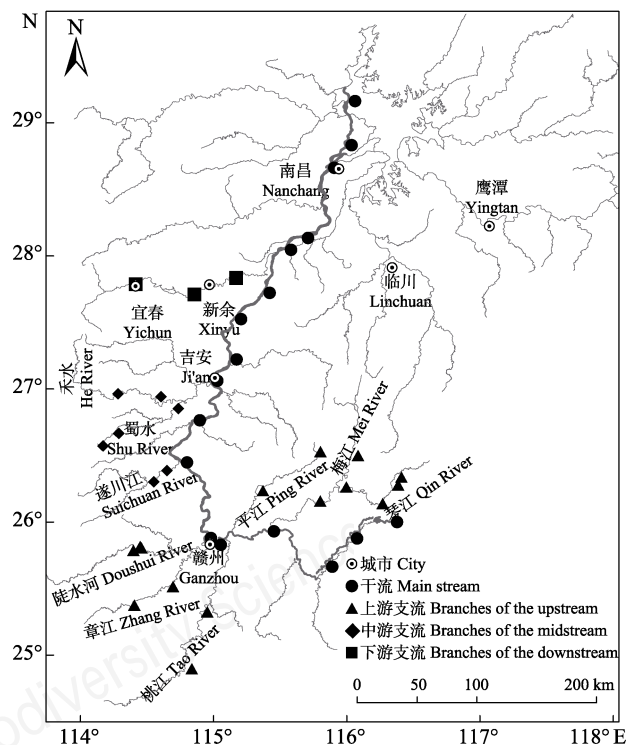 N
N
29°
南昌
Nanchang
鹰潭
Yingtan
28°
临川
Linchuan
宜春
Yichun
新余
Xinyu
吉安
Ji'an
27°
禾水
He River
蜀水
Shu River
梅江 Mei River
遂川江
Suichuan River
平江 Ping River
琴江 Qin River
26°
赣州
Ganzhou
陡水河 Doushui River
章江 Zhang River
桃江 Tao River
25°
城市 City
干流 Main stream
上游支流 Branches of the upstream
中游支流 Branches of the midstream
下游支流 Branches of the downstream
0 50 100 200 km
114° 115° 116° 117° 118° E
odiversity Science